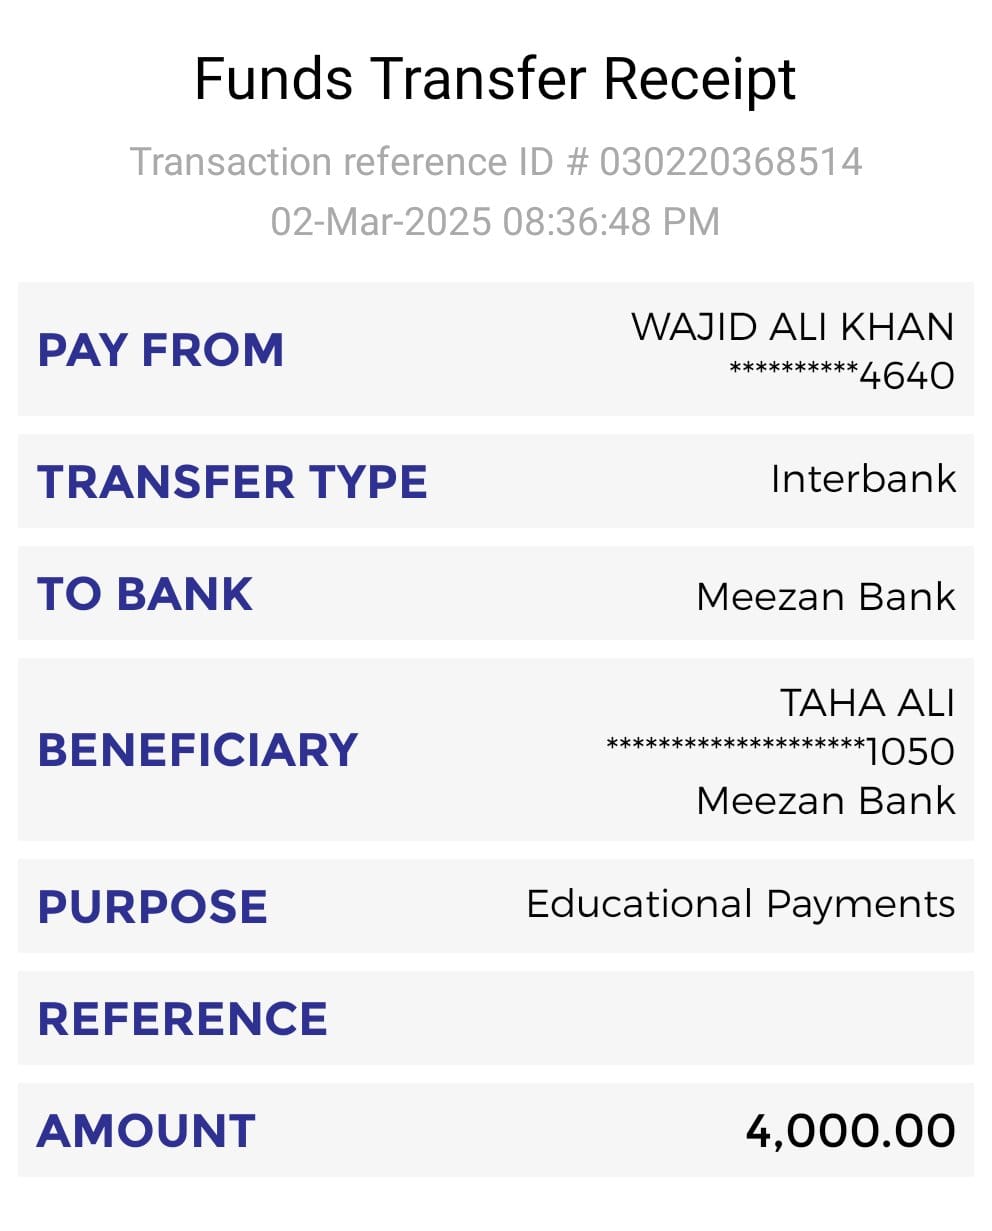 Funds Transfer Receipt
Transaction reference ID # 030220368514
02-Mar-2025 08:36:48 PM
PAY FROM
WAJID ALI KHAN
**********4640
TRANSFER TYPE
Interbank
TO BANK
Meezan Bank
BENEFICIARY
TAHA ALI
********************1050
Meezan Bank
PURPOSE
Educational Payments
REFERENCE
AMOUNT
4,000.00